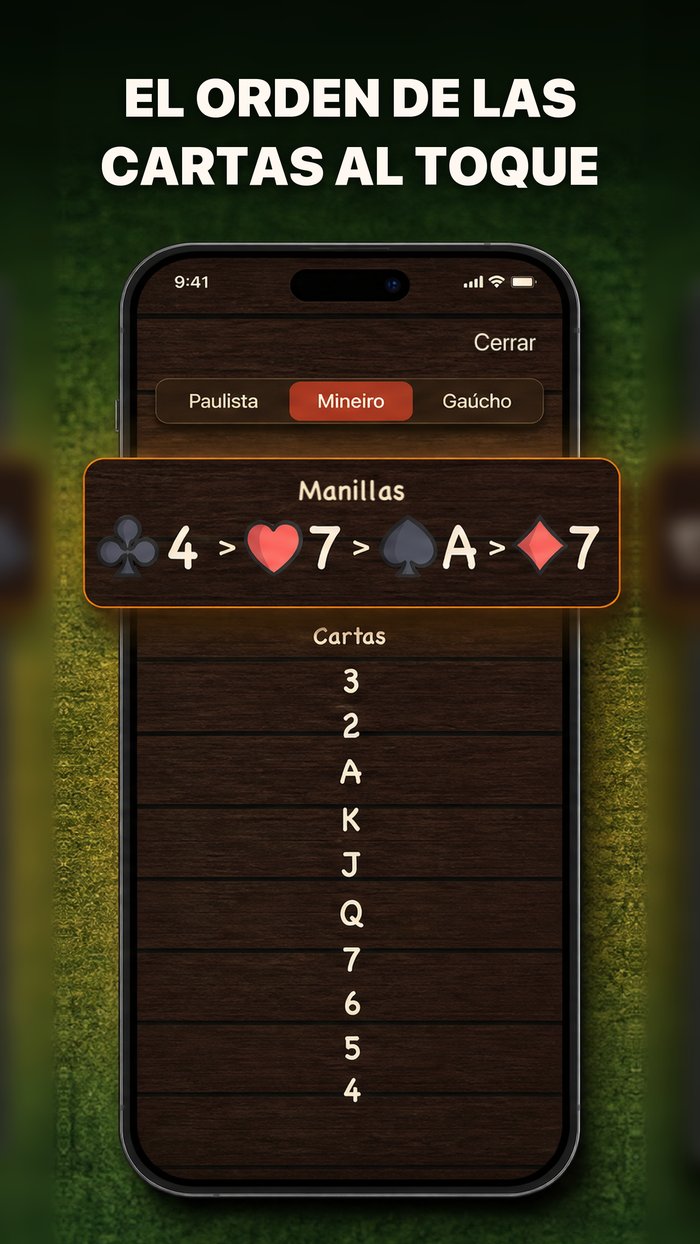 EL ORDEN DE LAS
CARTAS AL TOQUE
9:41
Cerrar
Paulista Mineiro Gaúcho
Manillas
♣4 > ♥7 > ♠A > ♦7
Cartas
3
2
A
K
J
Q
7
6
5
4